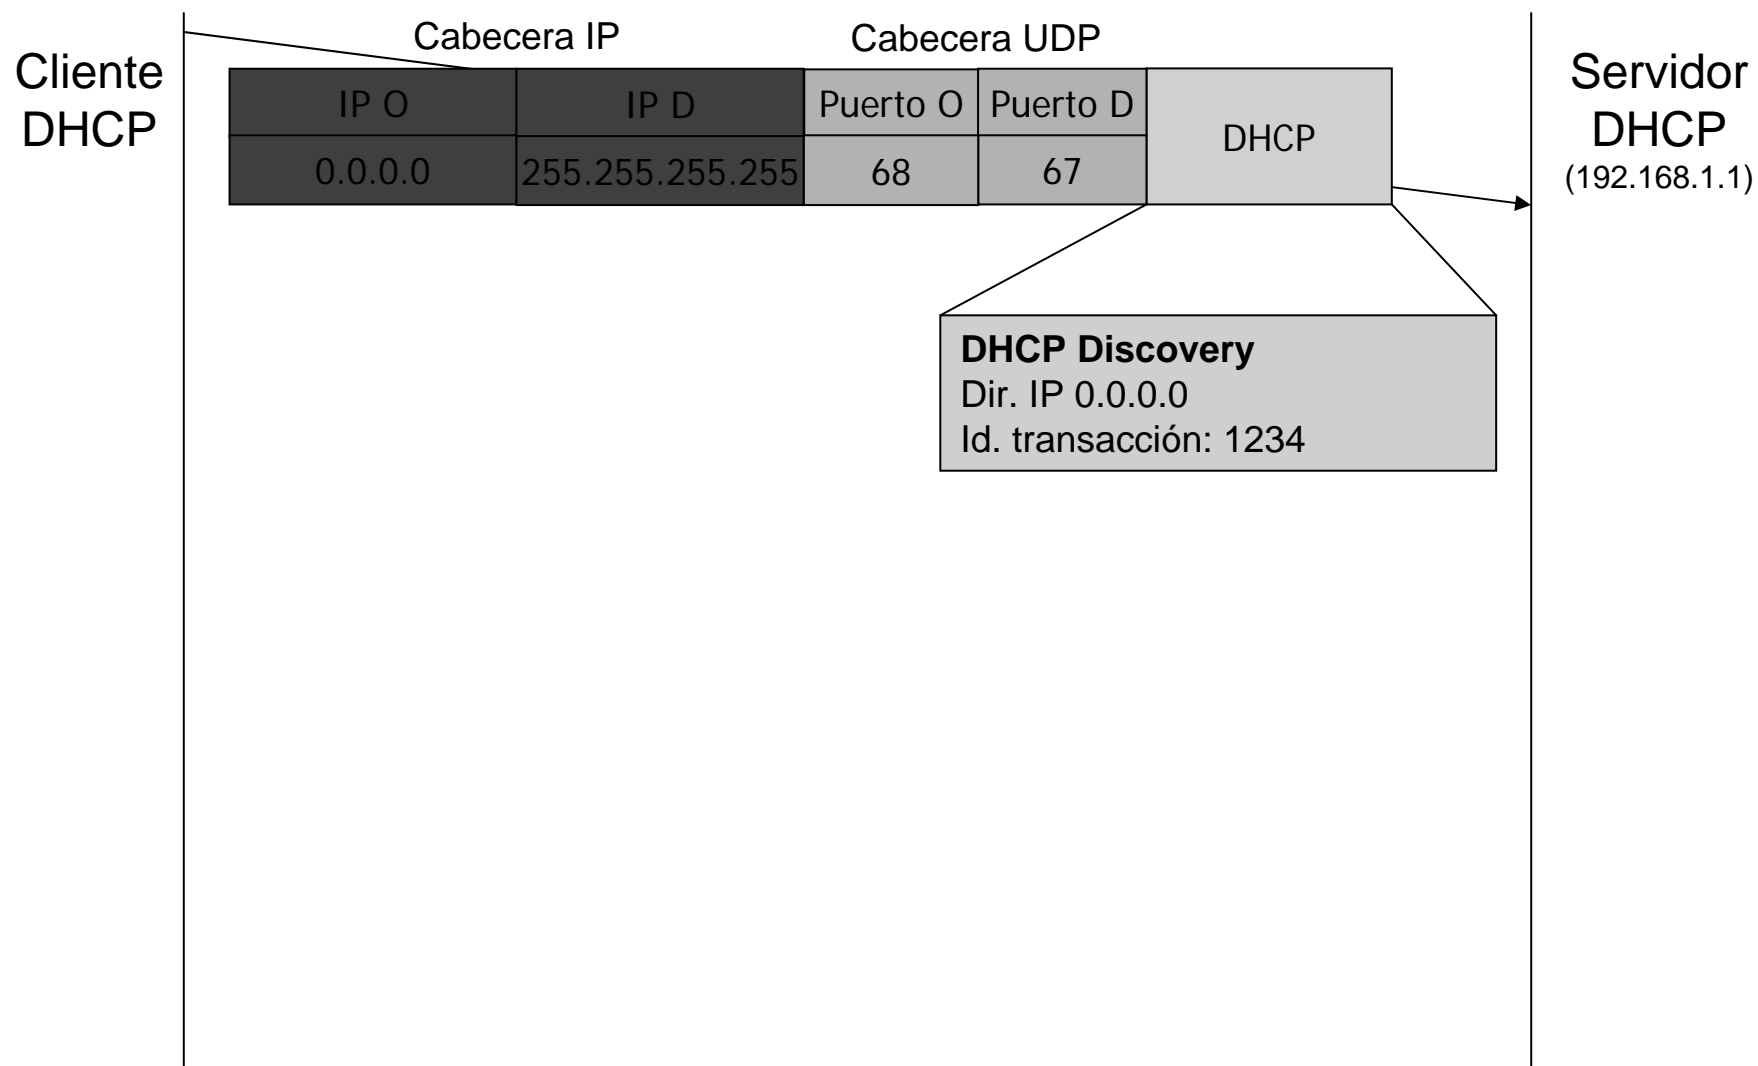 Cliente
DHCP
Cabecera IP
Cabecera UDP
Servidor
DHCP
(192.168.1.1)
IP O
IP D
Puerto O
Puerto D
DHCP
0.0.0.0
255.255.255.255
68
67
DHCP Discovery
Dir. IP 0.0.0.0
Id. transacción: 1234